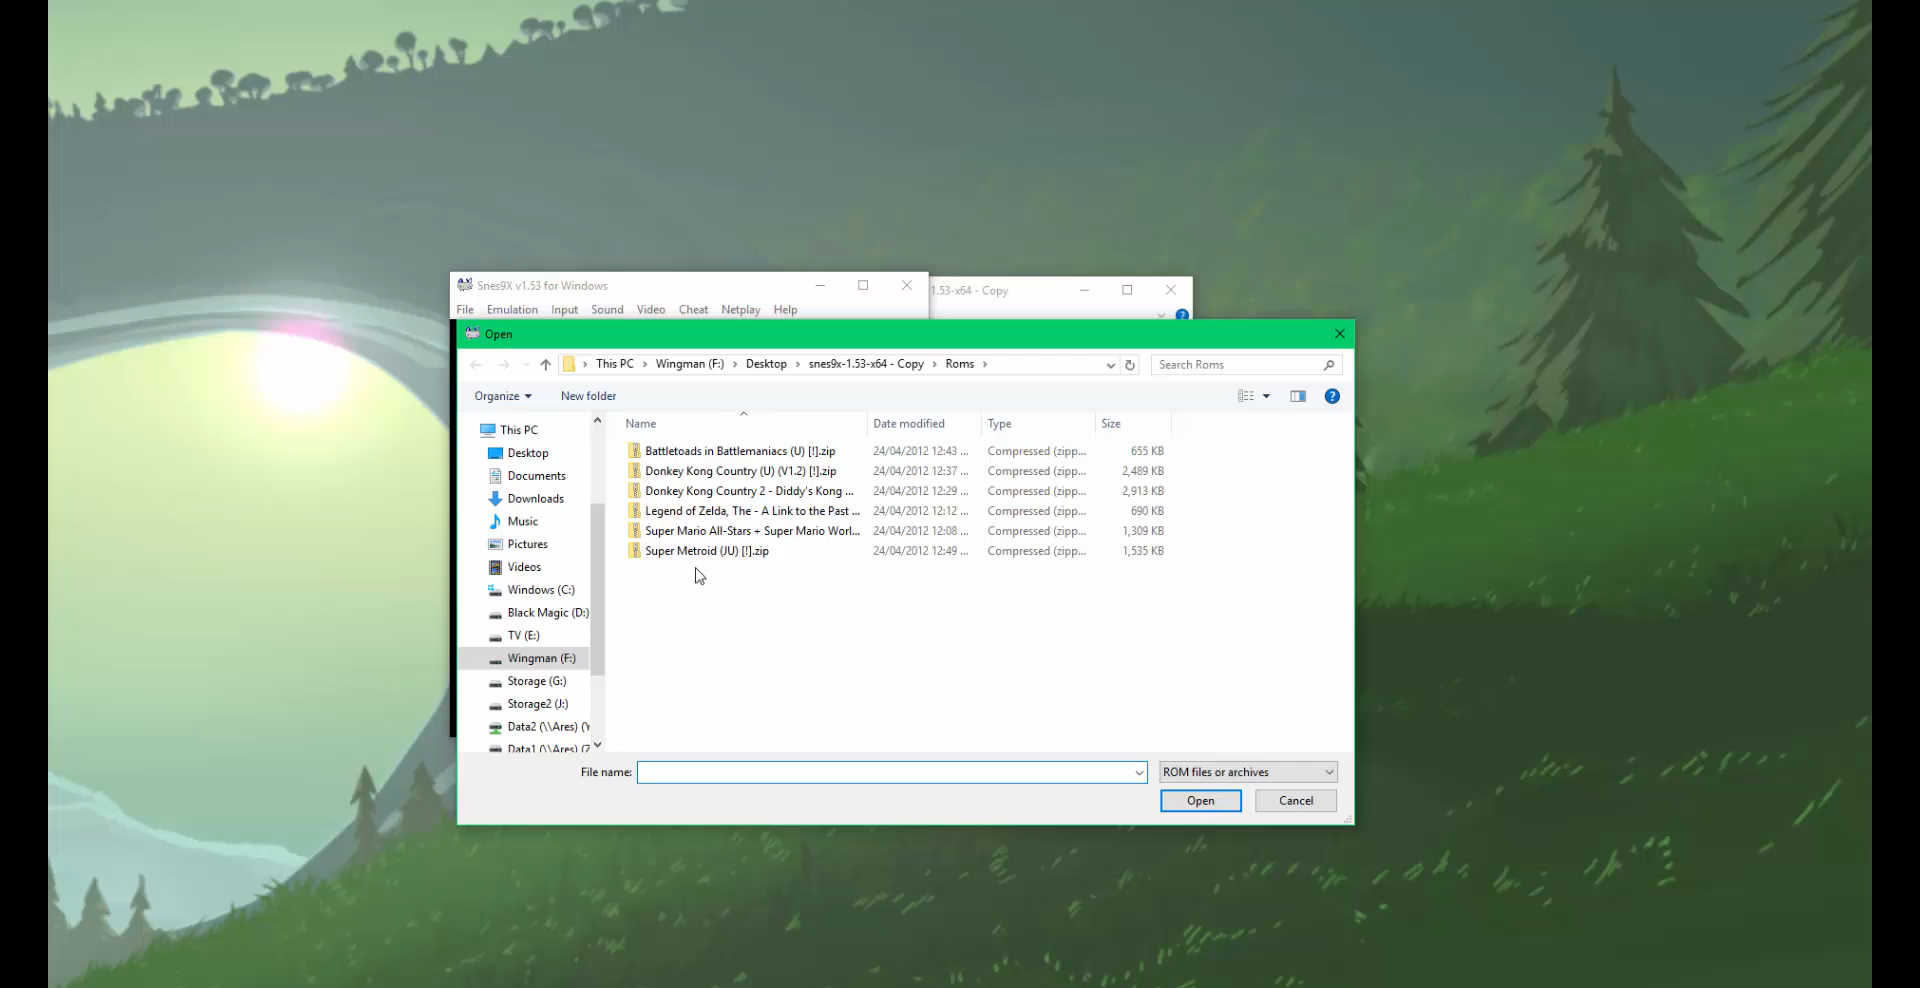 Snes9X v1.53 for Windows
1.53-x64 - Copy
File Emulation Input Sound Video Cheat Netplay Help
Open
This PC > Wingman (F:) > Desktop > snes9x-1.53-x64 - Copy > Roms >
Search Roms
Organize
New folder
Name Date modified Type Size
This PC
Desktop
Documents
Downloads
Music
Pictures
Videos
Windows (C:)
Black Magic (D:)
TV (E:)
Wingman (F:)
Storage (G:)
Storage2 (J:)
Data2 (\\Ares) (Y
Data1 (\\Ares) (Z
Battletoads in Battlemaniacs (U) [!].zip 24/04/2012 12:43 ... Compressed (zipp... 655 KB
Donkey Kong Country (U) (V1.2) [!].zip 24/04/2012 12:37 ... Compressed (zipp... 2,489 KB
Donkey Kong Country 2 - Diddy's Kong ... 24/04/2012 12:29 ... Compressed (zipp... 2,913 KB
Legend of Zelda, The - A Link to the Past ... 24/04/2012 12:12 ... Compressed (zipp... 690 KB
Super Mario All-Stars + Super Mario Worl... 24/04/2012 12:08 ... Compressed (zipp... 1,309 KB
Super Metroid (JU) [!].zip 24/04/2012 12:49 ... Compressed (zipp... 1,535 KB
File name:
ROM files or archives
Open
Cancel